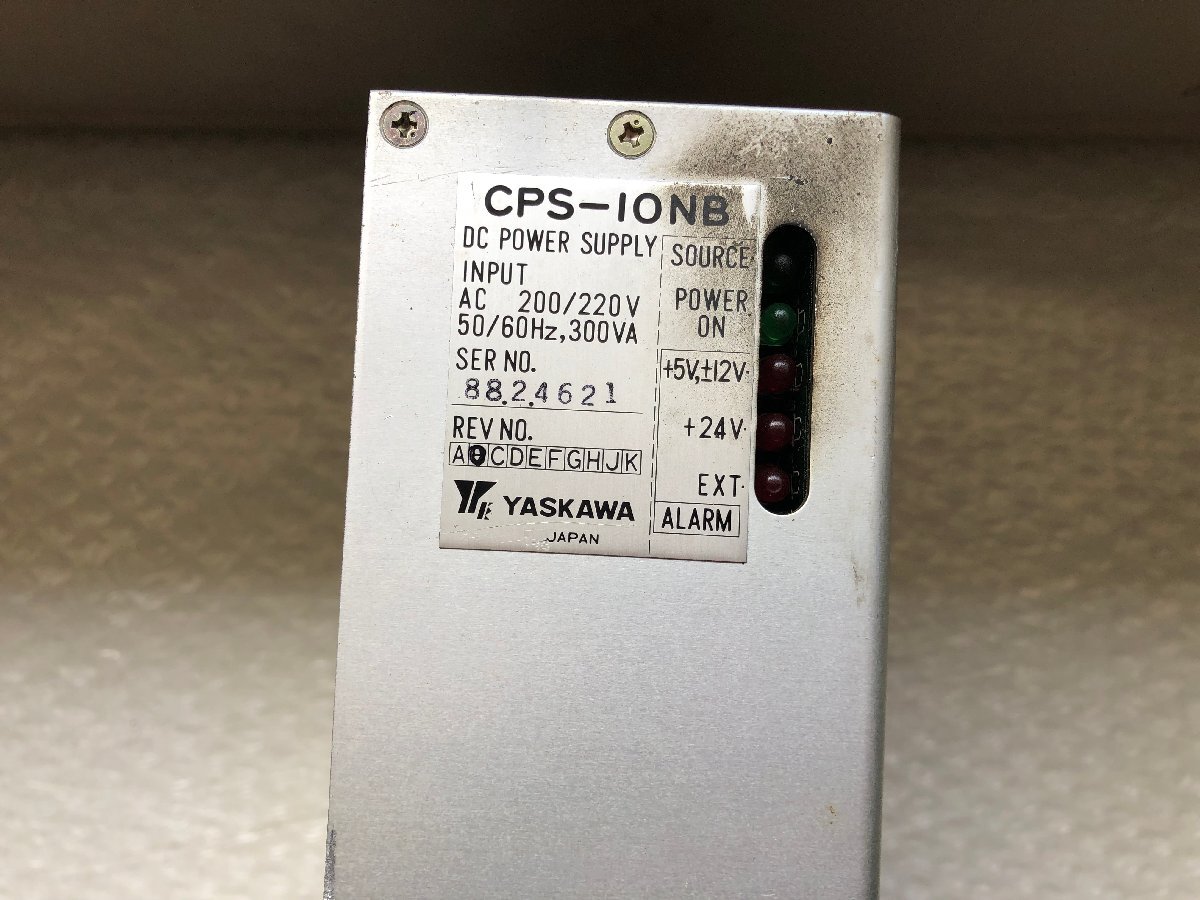 CPS-10NB
DC POWER SUPPLY
INPUT
AC 200/220V
50/60Hz, 300VA
SER NO.
88.2.4621
REV NO.
A B C D E F G H J K
YASKAWA
JAPAN
SOURCE
POWER
ON
+5V,±12V
+24V
EXT
ALARM